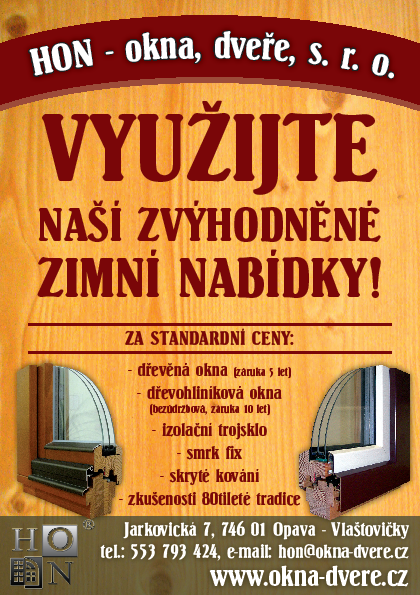 HON - okna, dveře, s. r. o.
VYUŽIJTE
NAŠÍ ZVÝHODNĚNÉ
ZIMNÍ NABÍDKY!
ZA STANDARDNÍ CENY:
- dřevěná okna (záruka 5 let)
- dřevohliníková okna
(bezúdržbová, záruka 10 let)
- izolační trojsklo
- smrk fix
- skryté kování
- zkušenosti 80tileté tradice
Jarkovická 7, 746 01 Opava - Vlaštovičky
tel.: 553 793 424, e-mail: hon@okna-dvere.cz
www.okna-dvere.cz
H O ®
N